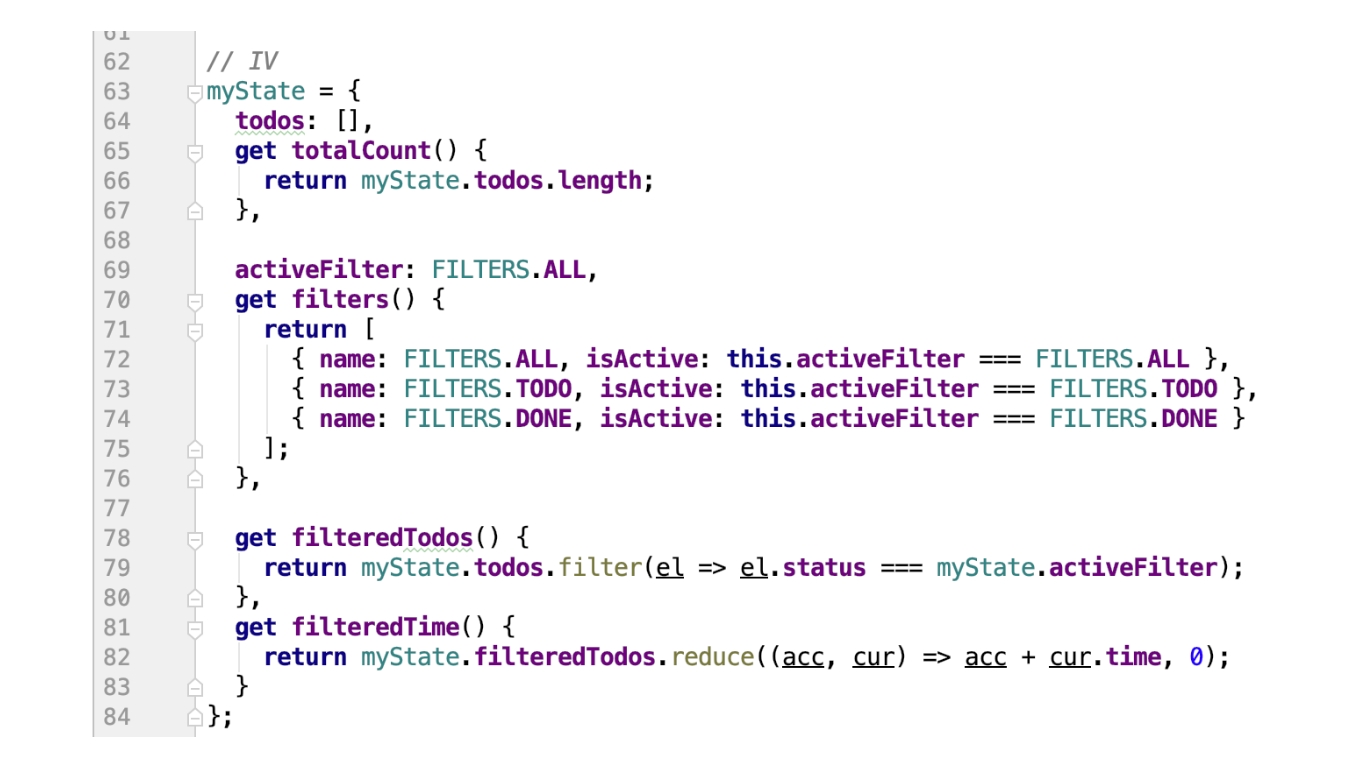 61
62 // IV
63 myState = {
64   todos: [],
65   get totalCount() {
66     return myState.todos.length;
67   },
68
69   activeFilter: FILTERS.ALL,
70   get filters() {
71     return [
72       { name: FILTERS.ALL, isActive: this.activeFilter === FILTERS.ALL },
73       { name: FILTERS.TODO, isActive: this.activeFilter === FILTERS.TODO },
74       { name: FILTERS.DONE, isActive: this.activeFilter === FILTERS.DONE }
75     ];
76   },
77
78   get filteredTodos() {
79     return myState.todos.filter(el => el.status === myState.activeFilter);
80   },
81   get filteredTime() {
82     return myState.filteredTodos.reduce((acc, cur) => acc + cur.time, 0);
83   }
84 };